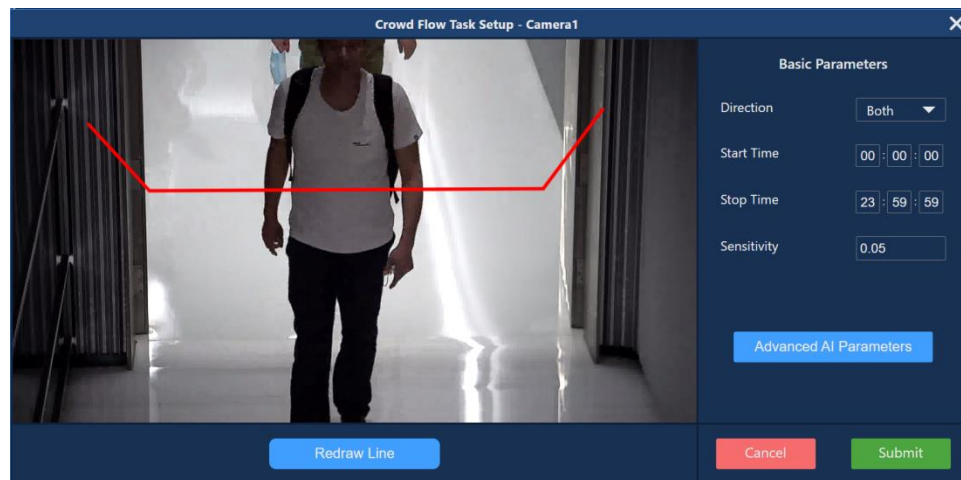 Crowd Flow Task Setup - Camera1
Basic Parameters
Direction Both
Start Time 00 : 00 : 00
Stop Time 23 : 59 : 59
Sensitivity 0.05
Advanced AI Parameters
Redraw Line Cancel Submit